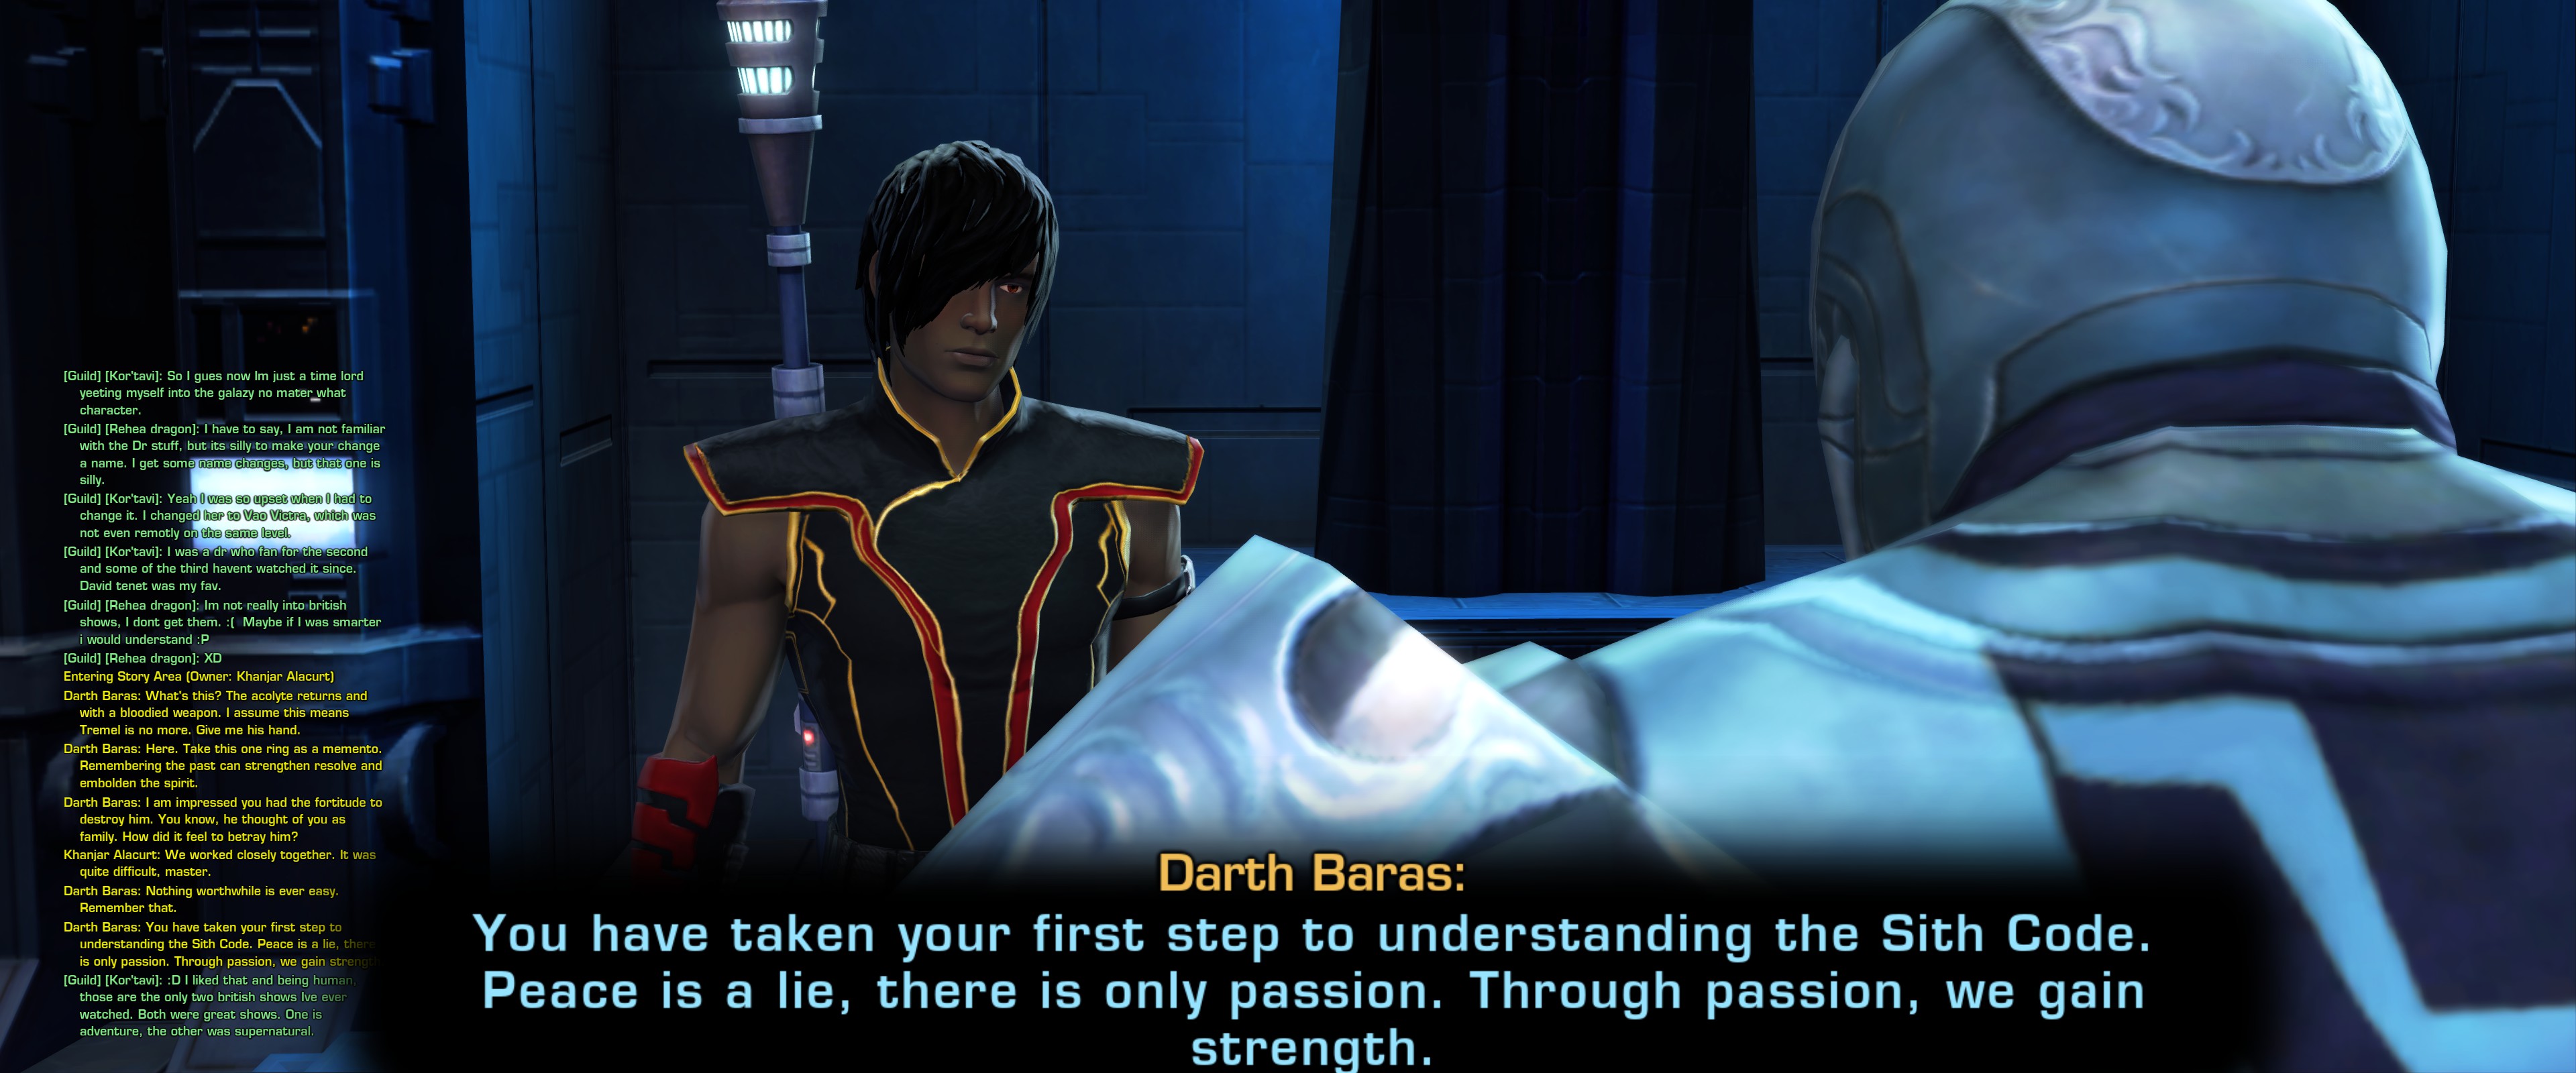 [Guild] [Kor'tavi]: So I gues now Im just a time lord
yeeting myself into the galazy no mater what
character.
[Guild] [Rehea dragon]: I have to say, I am not familiar
with the Dr stuff, but its silly to make your change
a name. I get some name changes, but that one is
silly.
[Guild] [Kor'tavi]: Yeah I was so upset when I had to
change it. I changed her to Vao Victra, which was
not even remotly on the same level.
[Guild] [Kor'tavi]: I was a dr who fan for the second
and some of the third havent watched it since.
David tenet was my fav.
[Guild] [Rehea dragon]: Im not really into british
shows, I dont get them. :(  Maybe if I was smarter
i would understand :P
[Guild] [Rehea dragon]: XD
Entering Story Area (Owner: Khanjar Alacurt)
Darth Baras: What's this? The acolyte returns and
with a bloodied weapon. I assume this means
Tremel is no more. Give me his hand.
Darth Baras: Here. Take this one ring as a memento.
Remembering the past can strengthen resolve and
embolden the spirit.
Darth Baras: I am impressed you had the fortitude to
destroy him. You know, he thought of you as
family. How did it feel to betray him?
Khanjar Alacurt: We worked closely together. It was
quite difficult, master.
Darth Baras: Nothing worthwhile is ever easy.
Remember that.
Darth Baras: You have taken your first step to
understanding the Sith Code. Peace is a lie, there
is only passion. Through passion, we gain strength
[Guild] [Kor'tavi]: :D I liked that and being human,
those are the only two british shows Ive ever
watched. Both were great shows. One is
adventure, the other was supernatural.
Darth Baras:
You have taken your first step to understanding the Sith Code.
Peace is a lie, there is only passion. Through passion, we gain
strength.